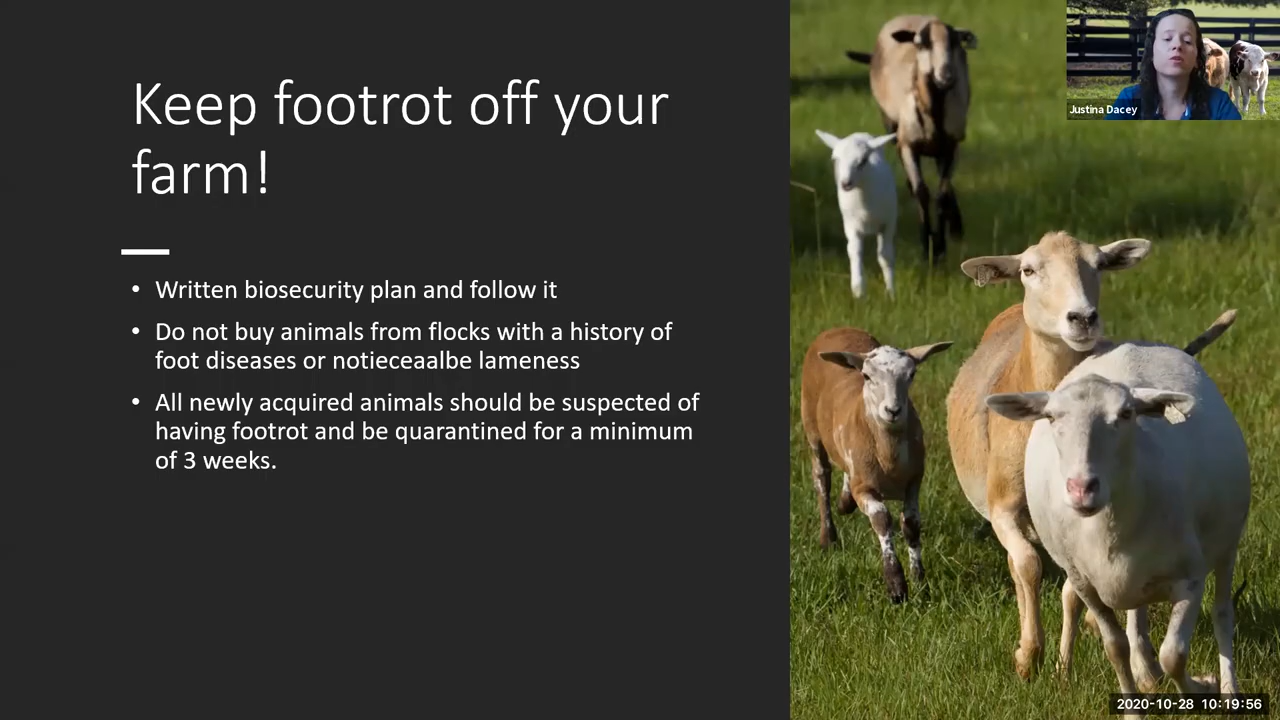 Keep footrot off your
farm!
• Written biosecurity plan and follow it
• Do not buy animals from flocks with a history of
foot diseases or notieceaalbe lameness
• All newly acquired animals should be suspected of
having footrot and be quarantined for a minimum
of 3 weeks.
Justina Dacey
2020-10-28 10:19:56